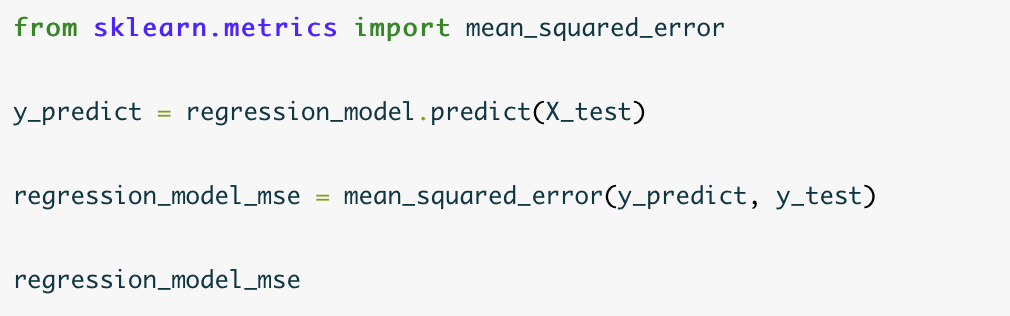 from sklearn.metrics import mean_squared_error
y_predict = regression_model.predict(X_test)
regression_model_mse = mean_squared_error(y_predict, y_test)
regression_model_mse